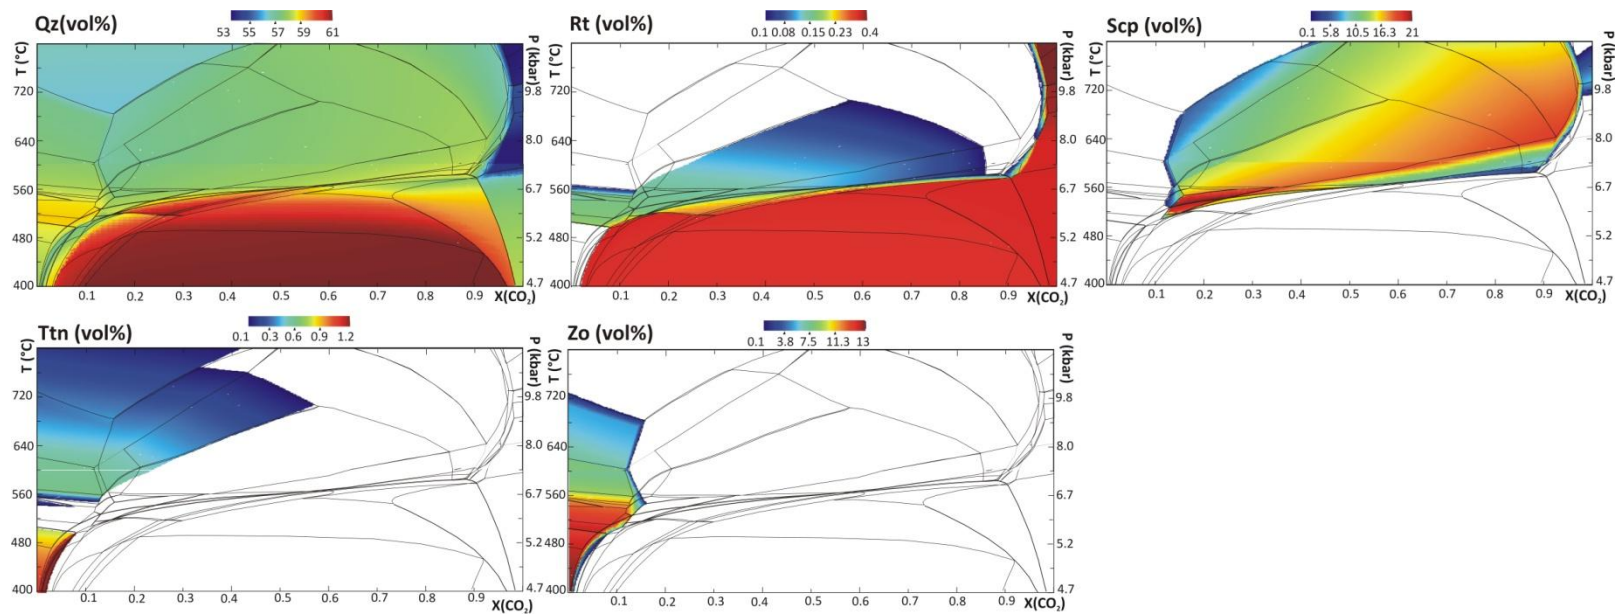 Qz(vol%)
53 55 57 59 61
T (°C)
720
640
560
480
400
0.1 0.2 0.3 0.4 0.5 0.6 0.7 0.8 0.9 X(CO₂)
P (kbar)
9.8
8.0
6.7
5.2
4.7
Rt (vol%)
0.1 0.08 0.15 0.23 0.4
T (°C)
720
640
560
480
400
0.1 0.2 0.3 0.4 0.5 0.6 0.7 0.8 0.9 X(CO₂)
P (kbar)
9.8
8.0
6.7
5.2
4.7
Scp (vol%)
0.1 5.8 10.5 16.3 21
T (°C)
720
640
560
480
400
0.1 0.2 0.3 0.4 0.5 0.6 0.7 0.8 0.9 X(CO₂)
P (kbar)
9.8
8.0
6.7
5.2
4.7
Ttn (vol%)
0.1 0.3 0.6 0.9 1.2
T (°C)
720
640
560
480
400
0.1 0.2 0.3 0.4 0.5 0.6 0.7 0.8 0.9 X(CO₂)
P (kbar)
9.8
8.0
6.7
5.2
4.7
Zo (vol%)
0.1 3.8 7.5 11.3 13
T (°C)
720
640
560
480
400
0.1 0.2 0.3 0.4 0.5 0.6 0.7 0.8 0.9 X(CO₂)
P (kbar)
9.8
8.0
6.7
5.2
4.7